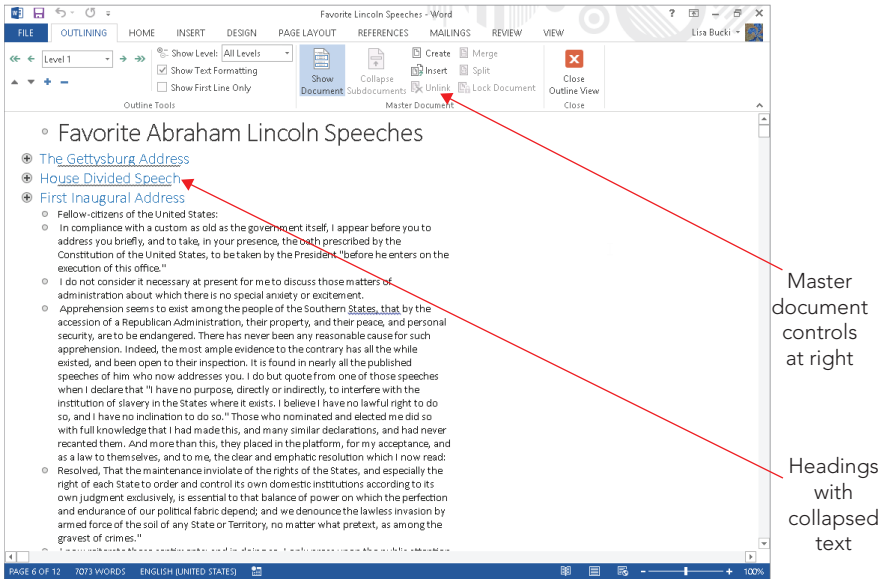 Favorite Lincoln Speeches - Word
FILE OUTLINING HOME INSERT DESIGN PAGE LAYOUT REFERENCES MAILINGS REVIEW VIEW Lisa Bucki
Level 1
Show Level: All Levels
Show Text Formatting
Show First Line Only
Outline Tools
Show Document
Collapse Subdocuments
Create Merge
Insert Split
Unlink Lock Document
Master Document
Close Outline View
Close
Favorite Abraham Lincoln Speeches
The Gettysburg Address
House Divided Speech
First Inaugural Address
Fellow-citizens of the United States:
In compliance with a custom as old as the government itself, I appear before you to
address you briefly, and to take, in your presence, the oath prescribed by the
Constitution of the United States, to be taken by the President "before he enters on the
execution of this office."
I do not consider it necessary at present for me to discuss those matters of
administration about which there is no special anxiety or excitement.
Apprehension seems to exist among the people of the Southern States, that by the
accession of a Republican Administration, their property, and their peace, and personal
security, are to be endangered. There has never been any reasonable cause for such
apprehension. Indeed, the most ample evidence to the contrary has all the while
existed, and been open to their inspection. It is found in nearly all the published
speeches of him who now addresses you. I do but quote from one of those speeches
when I declare that "I have no purpose, directly or indirectly, to interfere with the
institution of slavery in the States where it exists. I believe I have no lawful right to do
so, and I have no inclination to do so." Those who nominated and elected me did so
with full knowledge that I had made this, and many similar declarations, and had never
recanted them. And more than this, they placed in the platform, for my acceptance, and
as a law to themselves, and to me, the clear and emphatic resolution which I now read:
Resolved, That the maintenance inviolate of the rights of the States, and especially the
right of each State to order and control its own domestic institutions according to its
own judgment exclusively, is essential to that balance of power on which the perfection
and endurance of our political fabric depend; and we denounce the lawless invasion by
armed force of the soil of any State or Territory, no matter what pretext, as among the
gravest of crimes."
PAGE 6 OF 12 7073 WORDS ENGLISH (UNITED STATES) 100%
Master
document
controls
at right
Headings
with
collapsed
text